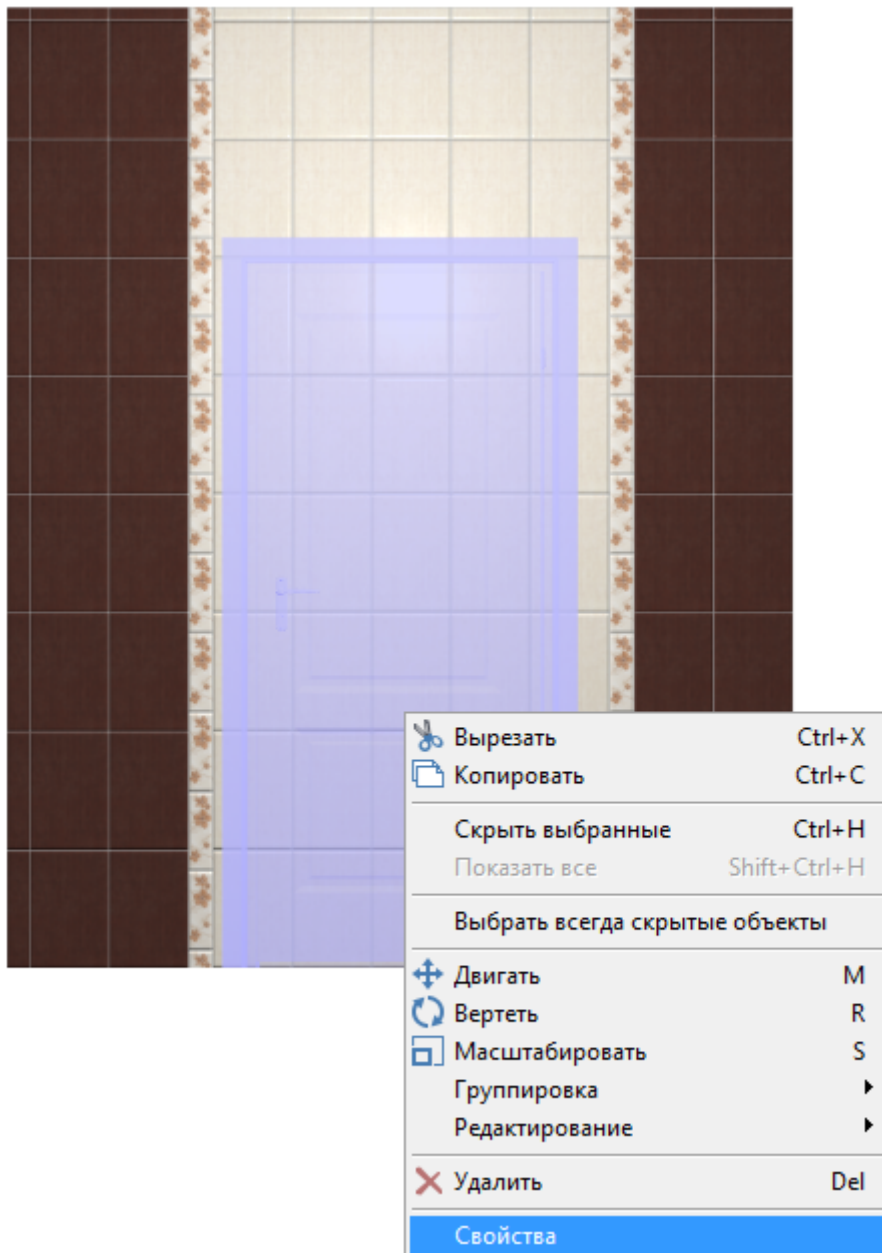 Вырезать Ctrl+X
Копировать Ctrl+C
Скрыть выбранные Ctrl+H
Показать все Shift+Ctrl+H
Выбрать всегда скрытые объекты
Двигать M
Вертеть R
Масштабировать S
Группировка
Редактирование
Удалить Del
Свойства